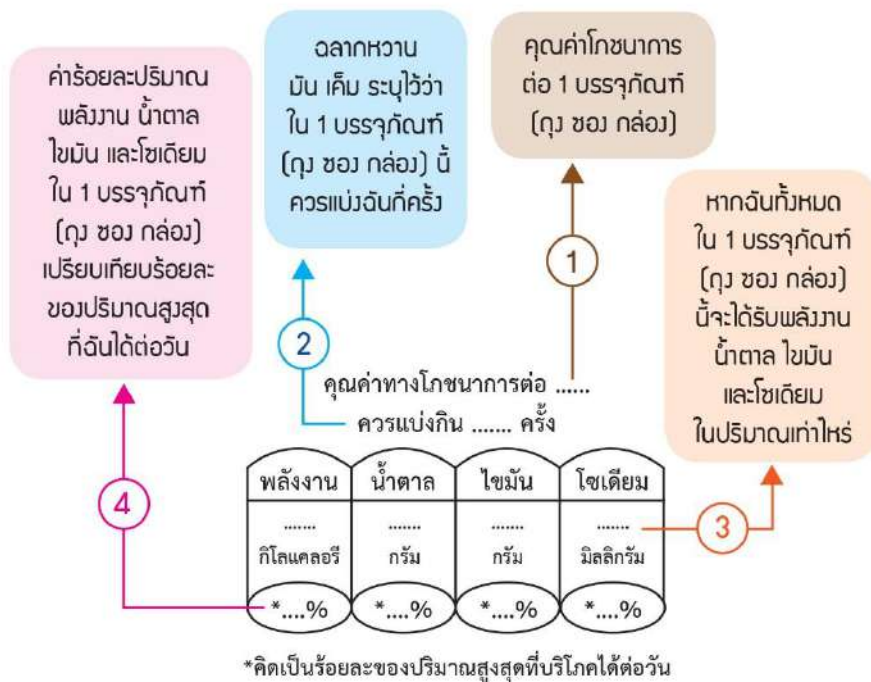 ค่าร้อยละปริมาณ
พลังงาน น้ำตาล
ไขมัน และโซเดียม
ใน 1 บรรจุภัณฑ์
(ถุง ซอง กล่อง)
เปรียบเทียบร้อยละ
ของปริมาณสูงสุด
ที่ฉันได้ต่อวัน
ฉลากหวาน
มัน เค็ม ระบุไว้ว่า
ใน 1 บรรจุภัณฑ์
(ถุง ซอง กล่อง) นี้
ควรแบ่งฉันกี่ครั้ง
คุณค่าโภชนาการ
ต่อ 1 บรรจุภัณฑ์
(ถุง ซอง กล่อง)
หากฉันทั้งหมด
ใน 1 บรรจุภัณฑ์
(ถุง ซอง กล่อง)
นี้จะได้รับพลังงาน
น้ำตาล ไขมัน
และโซเดียม
ในปริมาณเท่าไหร่
1
2
3
4
คุณค่าทางโภชนาการต่อ ......
ควรแบ่งกิน ....... ครั้ง
พลังงาน น้ำตาล ไขมัน โซเดียม
....... ....... ....... .......
กิโลแคลอรี กรัม กรัม มิลลิกรัม
*....% *....% *....% *....%
*คิดเป็นร้อยละของปริมาณสูงสุดที่บริโภคได้ต่อวัน